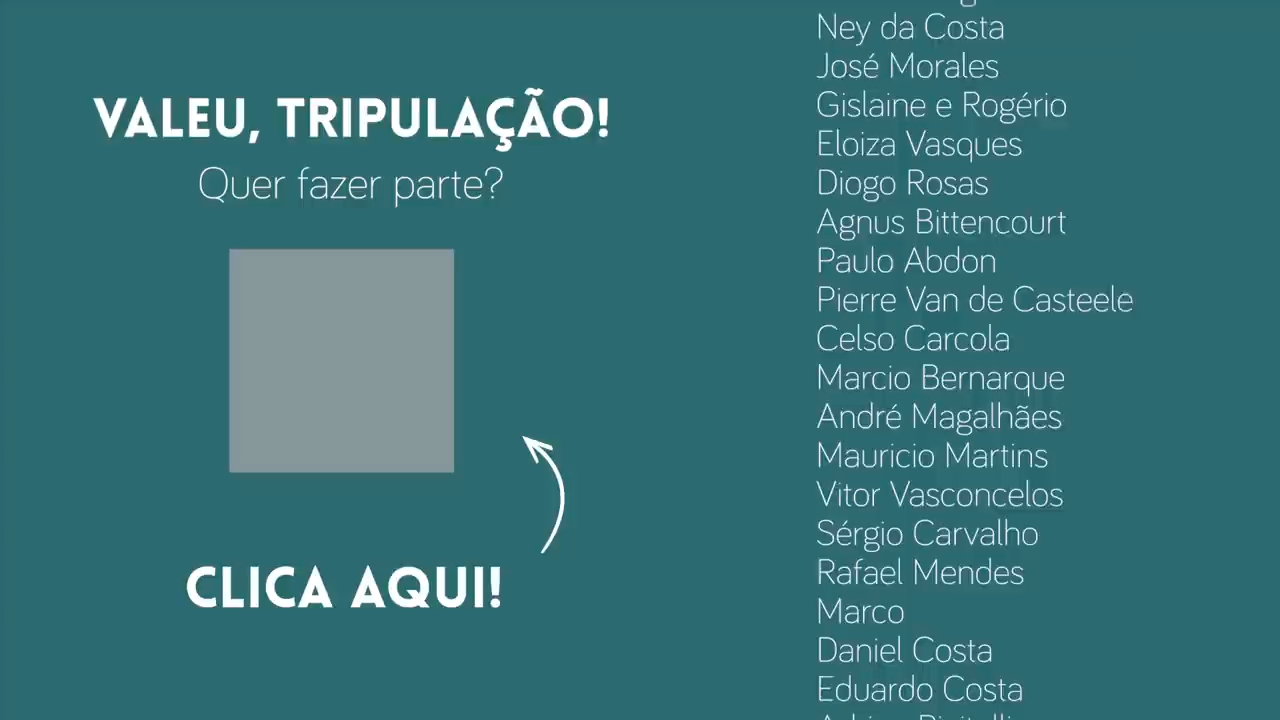 VALEU, TRIPULAÇÃO!
Quer fazer parte?
CLICA AQUI!
Ney da Costa
José Morales
Gislaine e Rogério
Eloiza Vasques
Diogo Rosas
Agnus Bittencourt
Paulo Abdon
Pierre Van de Casteele
Celso Carcola
Marcio Bernarque
André Magalhães
Mauricio Martins
Vitor Vasconcelos
Sérgio Carvalho
Rafael Mendes
Marco
Daniel Costa
Eduardo Costa